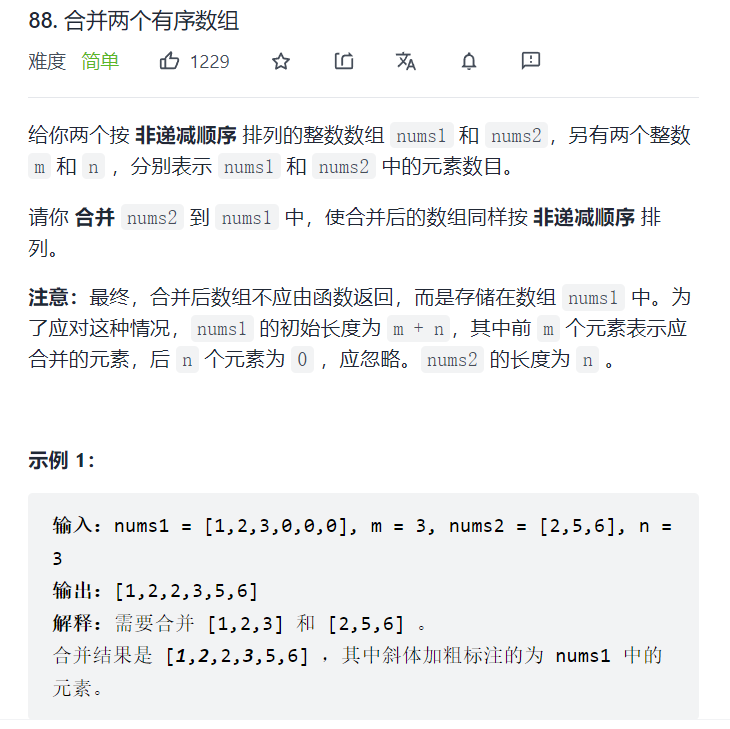 88. 合并两个有序数组
难度 简单 1229
给你两个按 非递减顺序 排列的整数数组 nums1 和 nums2，另有两个整数
m 和 n ，分别表示 nums1 和 nums2 中的元素数目。
请你 合并 nums2 到 nums1 中，使合并后的数组同样按 非递减顺序 排
列。
注意：最终，合并后数组不应由函数返回，而是存储在数组 nums1 中。为
了应对这种情况，nums1 的初始长度为 m + n，其中前 m 个元素表示应
合并的元素，后 n 个元素为 0 ，应忽略。nums2 的长度为 n 。
示例 1：
输入：nums1 = [1,2,3,0,0,0], m = 3, nums2 = [2,5,6], n =
3
输出：[1,2,2,3,5,6]
解释：需要合并 [1,2,3] 和 [2,5,6] 。
合并结果是 [1,2,2,3,5,6] ，其中斜体加粗标注的为 nums1 中的
元素。